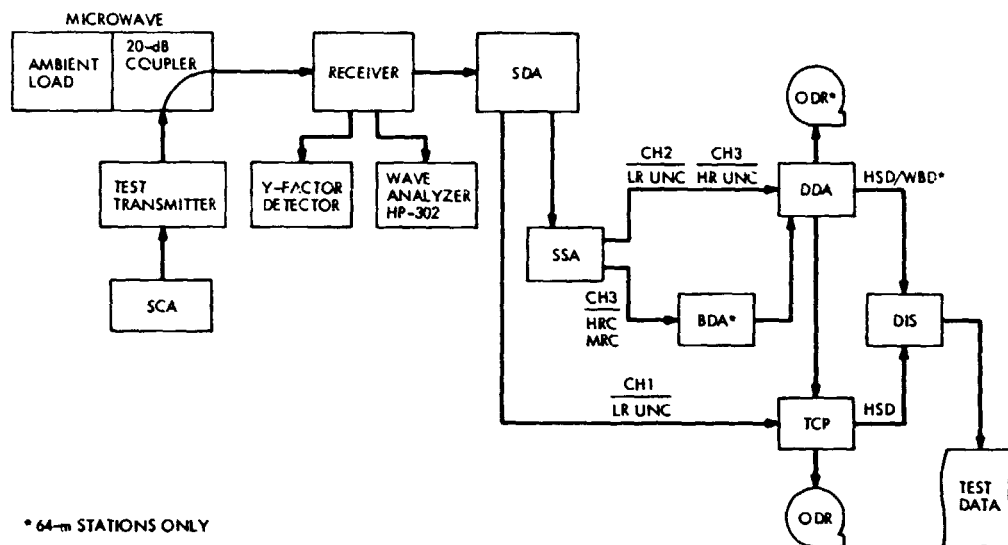 MICROWAVE
AMBIENT
LOAD
20-dB
COUPLER
RECEIVER
SDA
ODR*
TEST
TRANSMITTER
Y-FACTOR
DETECTOR
WAVE
ANALYZER
HP-302
CH2
LR UNC
CH3
HR UNC
DDA
HSD/WBD*
SCA
SSA
CH3
HRC
MRC
BDA*
DIS
CH1
LR UNC
TCP
HSD
TEST
DATA
ODR
* 64-m STATIONS ONLY